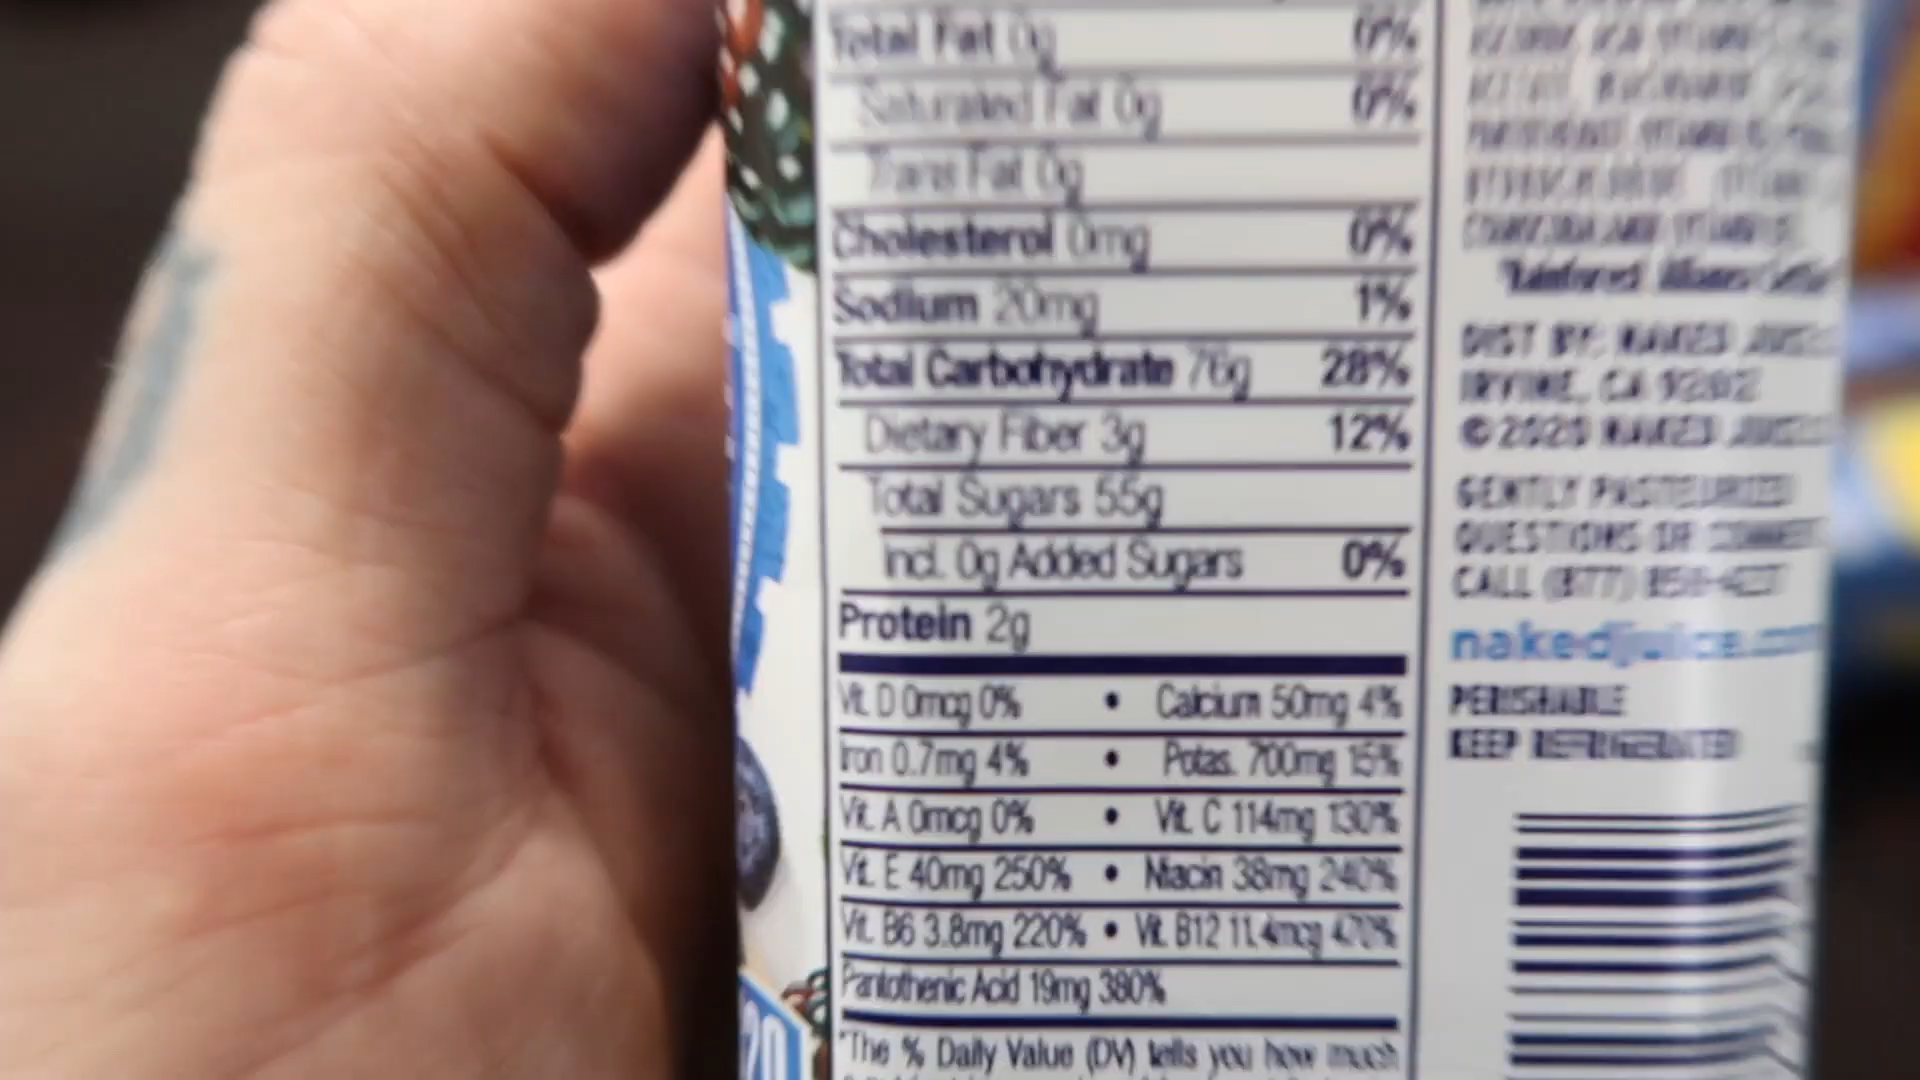 Total Fat 0g 0%
Saturated Fat 0g 0%
Trans Fat 0g
Cholesterol 0mg 0%
Sodium 20mg 1%
Total Carbohydrate 76g 28%
Dietary Fiber 3g 12%
Total Sugars 55g
Incl. 0g Added Sugars 0%
Protein 2g
Vit. D 0mcg 0% • Calcium 50mg 4%
Iron 0.7mg 4% • Potas. 700mg 15%
Vit. A 0mcg 0% • Vit. C 114mg 130%
Vit. E 40mg 250% • Niacin 38mg 240%
Vit. B6 3.8mg 220% • Vit. B12 11.4mcg 470%
Pantothenic Acid 19mg 380%
*The % Daily Value (DV) tells you how much
DIST BY: NAKED
IRVINE, CA
© 2020 NAKED
GENTLY PASTEURIZED
QUESTIONS OR
CALL (877) 858-
nakedjuice.com
PERISHABLE
KEEP REFRIGERATED